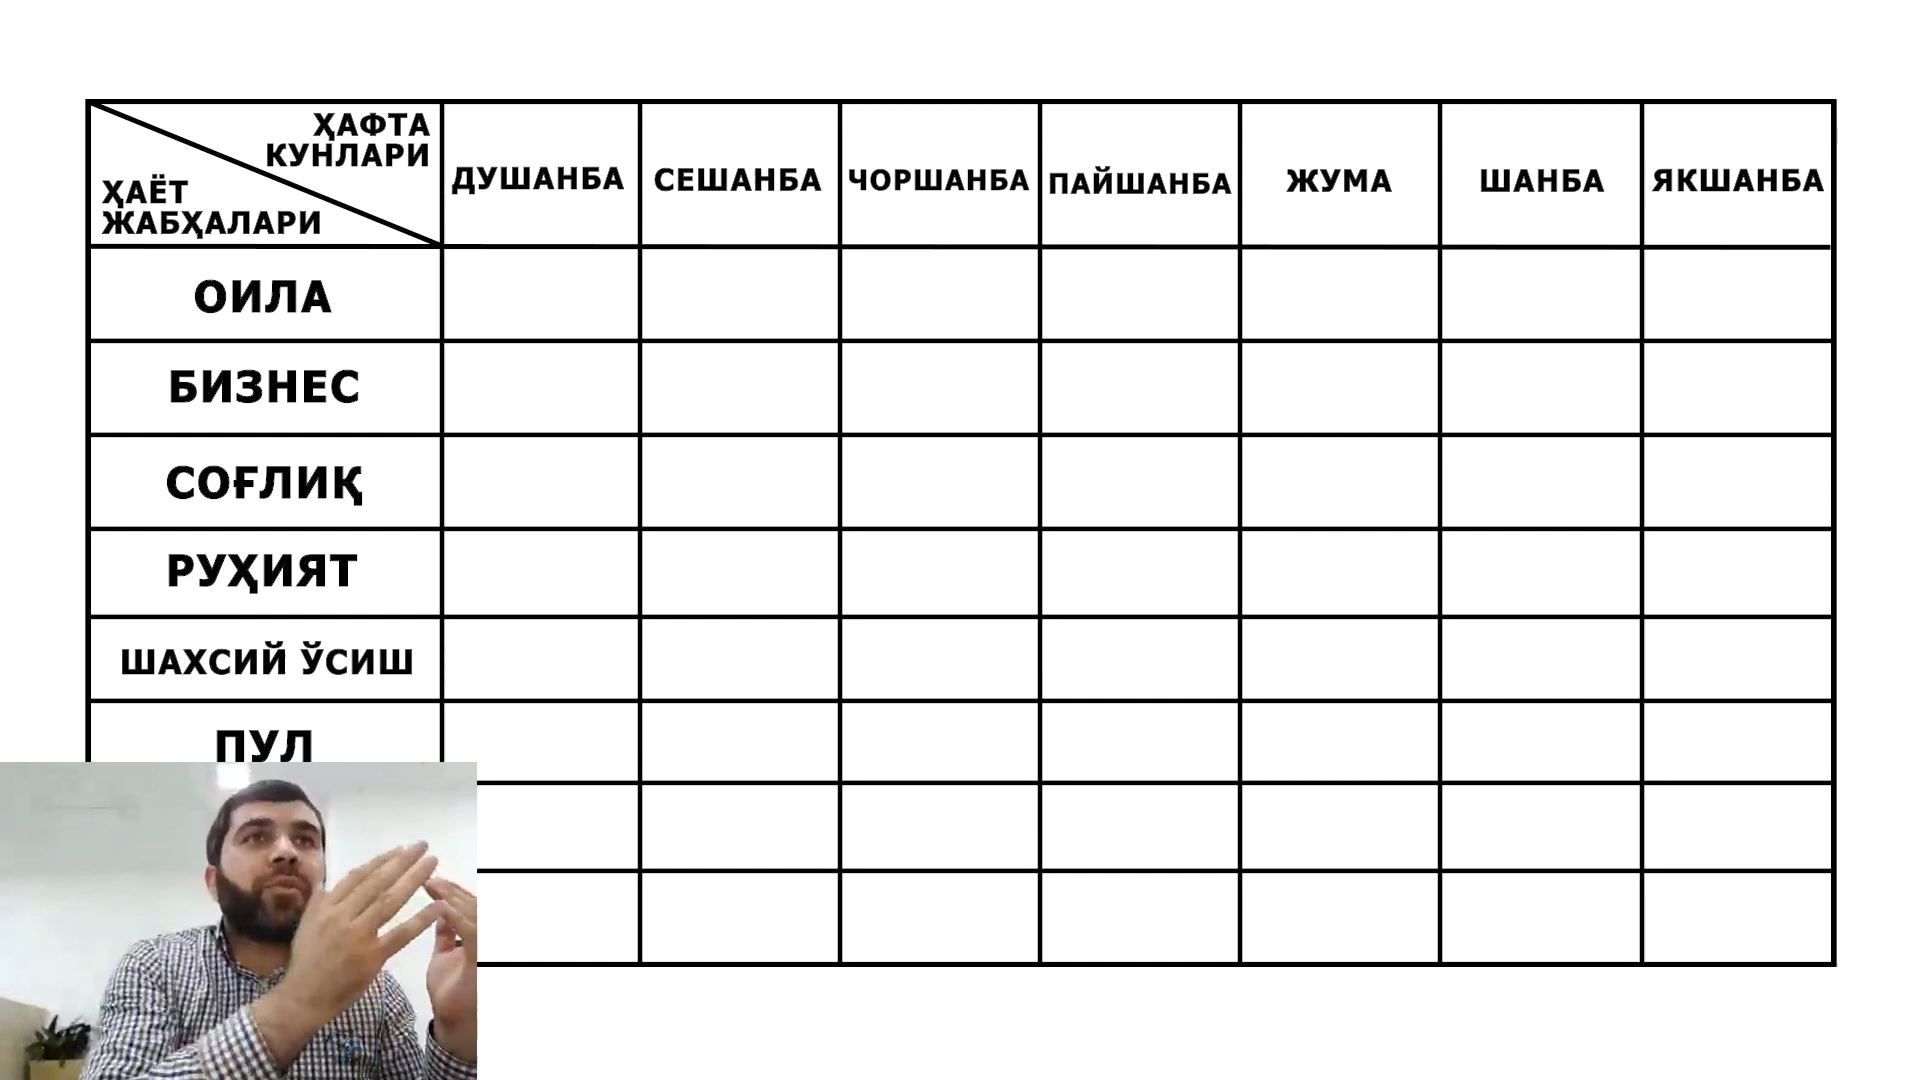 ҲАФТА
КУНЛАРИ
ҲАЁТ
ЖАБҲАЛАРИ
ДУШАНБА
СЕШАНБА
ЧОРШАНБА
ПАЙШАНБА
ЖУМА
ШАНБА
ЯКШАНБА
ОИЛА
БИЗНЕС
СОҒЛИҚ
РУҲИЯТ
ШАХСИЙ ЎСИШ
ПУЛ